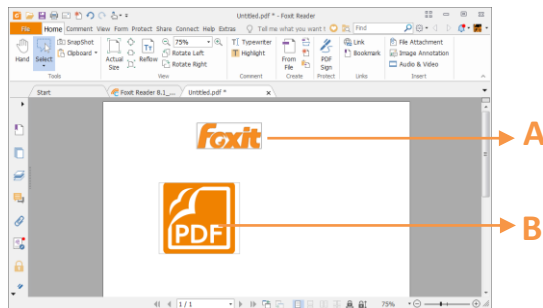 Untitled.pdf * - Foxit Reader
File Home Comment View Form Protect Share Connect Help Extras Tell me what you want t Find
Hand
Select
SnapShot
Clipboard
Actual Size
Reflow
75%
Rotate Left
Rotate Right
Typewriter
Highlight
From File
PDF Sign
Link
Bookmark
File Attachment
Image Annotation
Audio & Video
Tools View Comment Create Protect Links Insert
Start Foxit Reader 8.1_... Untitled.pdf * x
foxit
A
PDF
B
1 / 1 75%